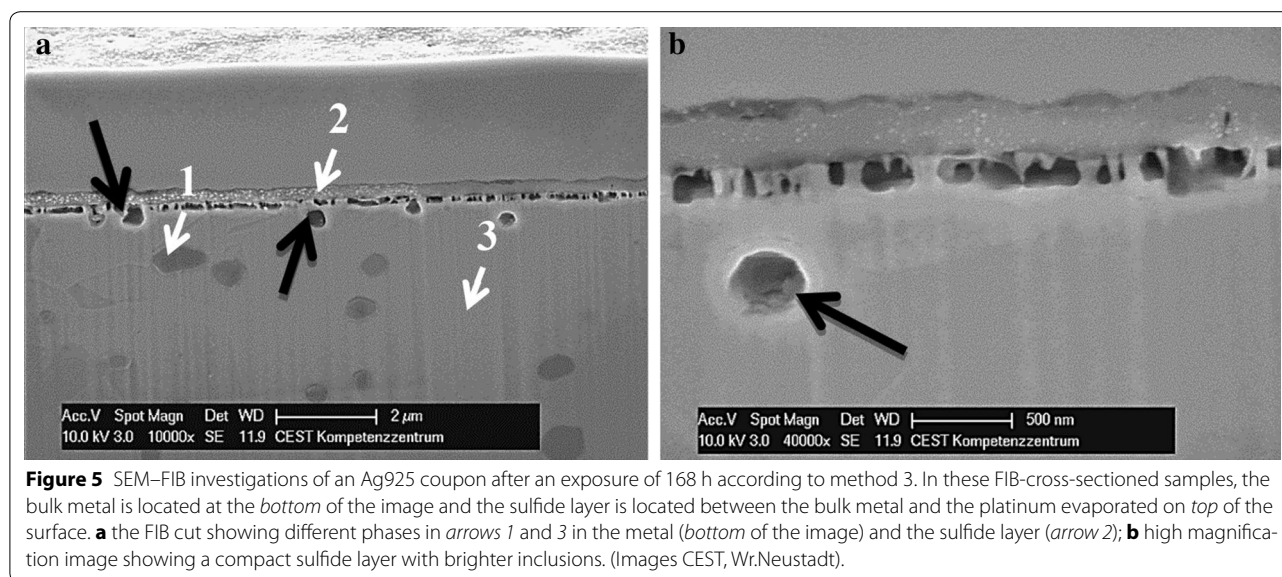 a
b
1
2
3
Acc.V Spot Magn Det WD 2 μm
10.0 kV 3.0 10000x SE 11.9 CEST Kompetenzzentrum
Acc.V Spot Magn Det WD 500 nm
10.0 kV 3.0 40000x SE 11.9 CEST Kompetenzzentrum
Figure 5 SEM–FIB investigations of an Ag925 coupon after an exposure of 168 h according to method 3. In these FIB-cross-sectioned samples, the
bulk metal is located at the bottom of the image and the sulfide layer is located between the bulk metal and the platinum evaporated on top of the
surface. a the FIB cut showing different phases in arrows 1 and 3 in the metal (bottom of the image) and the sulfide layer (arrow 2); b high magnifica-
tion image showing a compact sulfide layer with brighter inclusions. (Images CEST, Wr.Neustadt).